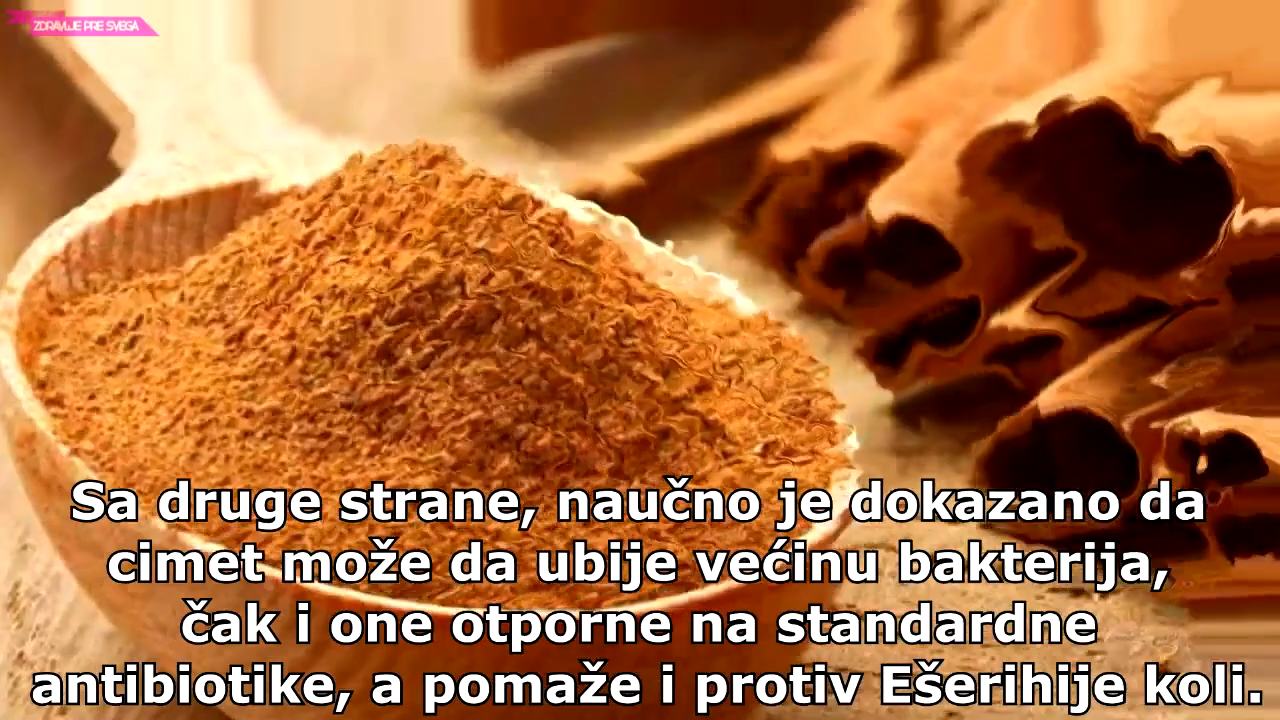 ZDRAVLJE PRE SVEGA
Sa druge strane, naučno je dokazano da
cimet može da ubije većinu bakterija,
čak i one otporne na standardne
antibiotike, a pomaže i protiv Ešerihije koli.